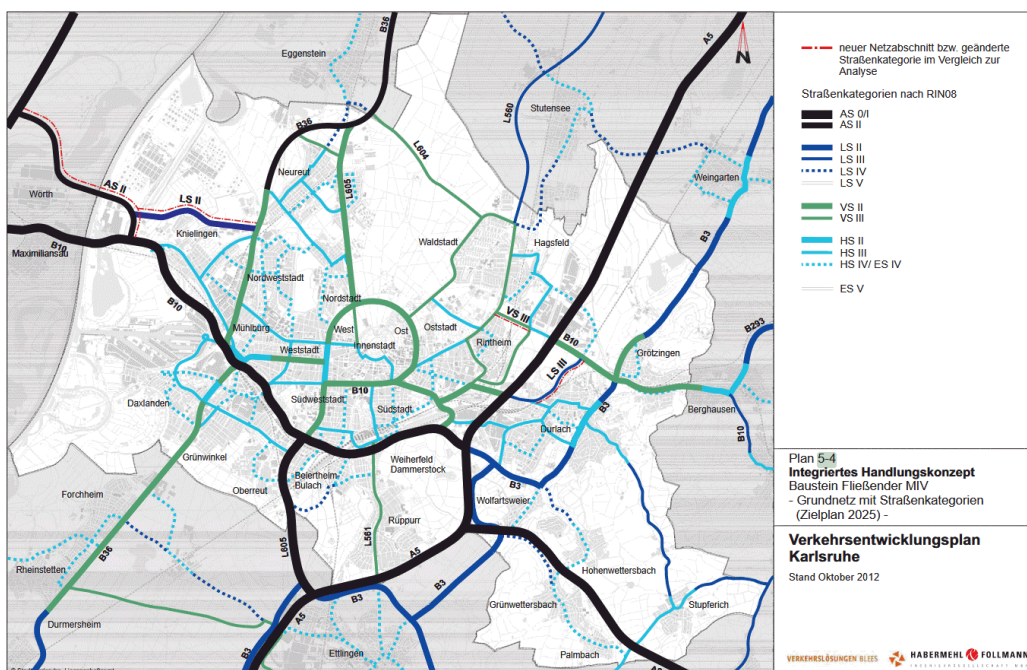 B36
Eggenstein
A5
N
B36
L560
Stutensee
L604
Neureut
L605
Weingarten
Wörth
AS II
LS II
B3
Knielingen
Waldstadt
Hagsfeld
B10
Maximiliansau
B10
Nordweststadt
Nordstadt
VS III
B10
B293
Mühlburg
West
Ost
Oststadt
Rintheim
Innenstadt
Weststadt
Grötzingen
LS III
B10
Südweststadt
Südstadt
B3
Berghausen
Daxlanden
Durlach
B10
Grünwinkel
Weiherfeld
Dammerstock
Beiertheim
Bulach
Oberreut
B3
Wolfartsweier
Forchheim
Rüppurr
L561
L605
B36
A5
Rheinstetten
B3
Hohenwettersbach
B3
A5
Grünwettersbach
Stupferich
Durmersheim
Ettlingen
Palmbach
neuer Netzabschnitt bzw. geänderte
Straßenkategorie im Vergleich zur
Analyse
Straßenkategorien nach RIN08
AS 0/I
AS II
LS II
LS III
LS IV
LS V
VS II
VS III
HS II
HS III
HS IV/ ES IV
ES V
Plan 5-4
Integriertes Handlungskonzept
Baustein Fließender MIV
- Grundnetz mit Straßenkategorien
(Zielplan 2025) -
Verkehrsentwicklungsplan
Karlsruhe
Stand Oktober 2012
VERKEHRSLÖSUNGEN BLEES
HABERMEHL FOLLMANN